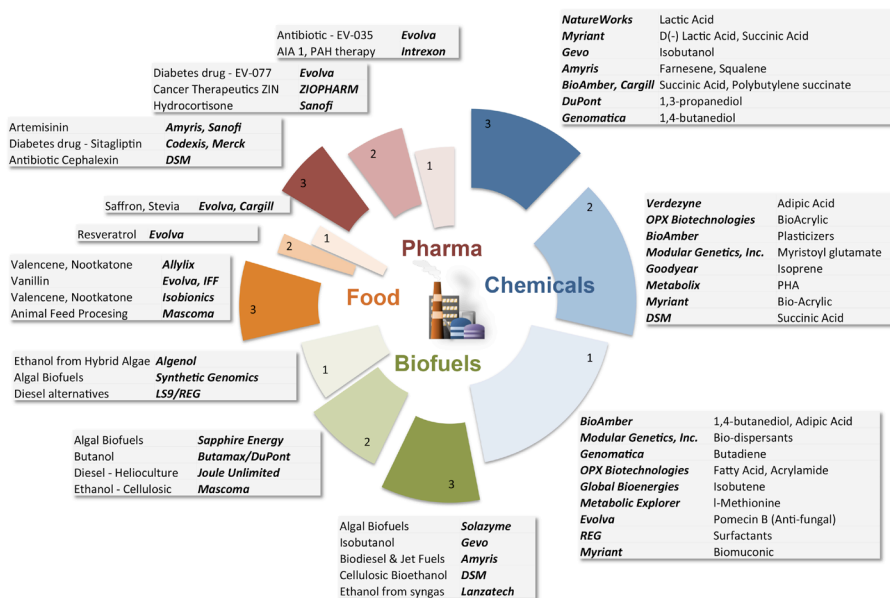 Antibiotic - EV-035 Evolva
AIA 1, PAH therapy Intrexon
Diabetes drug - EV-077 Evolva
Cancer Therapeutics ZIN ZIOPHARM
Hydrocortisone Sanofi
Artemisinin Amyris, Sanofi
Diabetes drug - Sitagliptin Codexis, Merck
Antibiotic Cephalexin DSM
Saffron, Stevia Evolva, Cargill
Resveratrol Evolva
Valencene, Nootkatone Allylix
Vanillin Evolva, IFF
Valencene, Nootkatone Isobionics
Animal Feed Procesing Mascoma
Ethanol from Hybrid Algae Algenol
Algal Biofuels Synthetic Genomics
Diesel alternatives LS9/REG
Algal Biofuels Sapphire Energy
Butanol Butamax/DuPont
Diesel - Helioculture Joule Unlimited
Ethanol - Cellulosic Mascoma
Algal Biofuels Solazyme
Isobutanol Gevo
Biodiesel & Jet Fuels Amyris
Cellulosic Bioethanol DSM
Ethanol from syngas Lanzatech
NatureWorks Lactic Acid
Myriant D(-) Lactic Acid, Succinic Acid
Gevo Isobutanol
Amyris Farnesene, Squalene
BioAmber, Cargill Succinic Acid, Polybutylene succinate
DuPont 1,3-propanediol
Genomatica 1,4-butanediol
Verdezyne Adipic Acid
OPX Biotechnologies BioAcrylic
BioAmber Plasticizers
Modular Genetics, Inc. Myristoyl glutamate
Goodyear Isoprene
Metabolix PHA
Myriant Bio-Acrylic
DSM Succinic Acid
BioAmber 1,4-butanediol, Adipic Acid
Modular Genetics, Inc. Bio-dispersants
Genomatica Butadiene
OPX Biotechnologies Fatty Acid, Acrylamide
Global Bioenergies Isobutene
Metabolic Explorer l-Methionine
Evolva Pomecin B (Anti-fungal)
REG Surfactants
Myriant Biomuconic
Pharma
3
2
1
Chemicals
3
2
1
Food
1
2
3
Biofuels
1
2
3